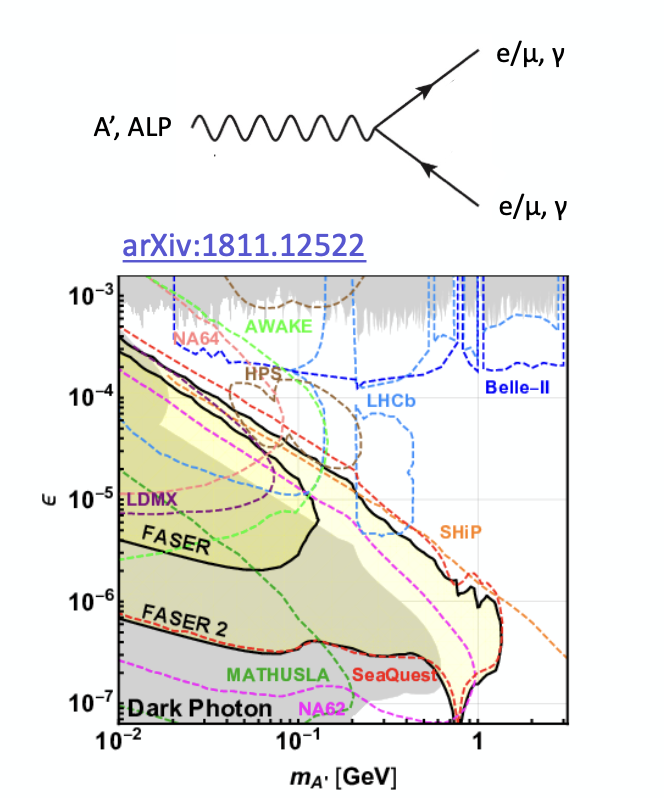 e/μ, γ
A’, ALP
e/μ, γ
arXiv:1811.12522
10⁻³
AWAKE
NA64
HPS
10⁻⁴
Belle–II
LHCb
ϵ
10⁻⁵
LDMX
SHiP
FASER
10⁻⁶
FASER 2
MATHUSLA
SeaQuest
10⁻⁷
Dark Photon
NA62
10⁻²
10⁻¹
1
mA' [GeV]